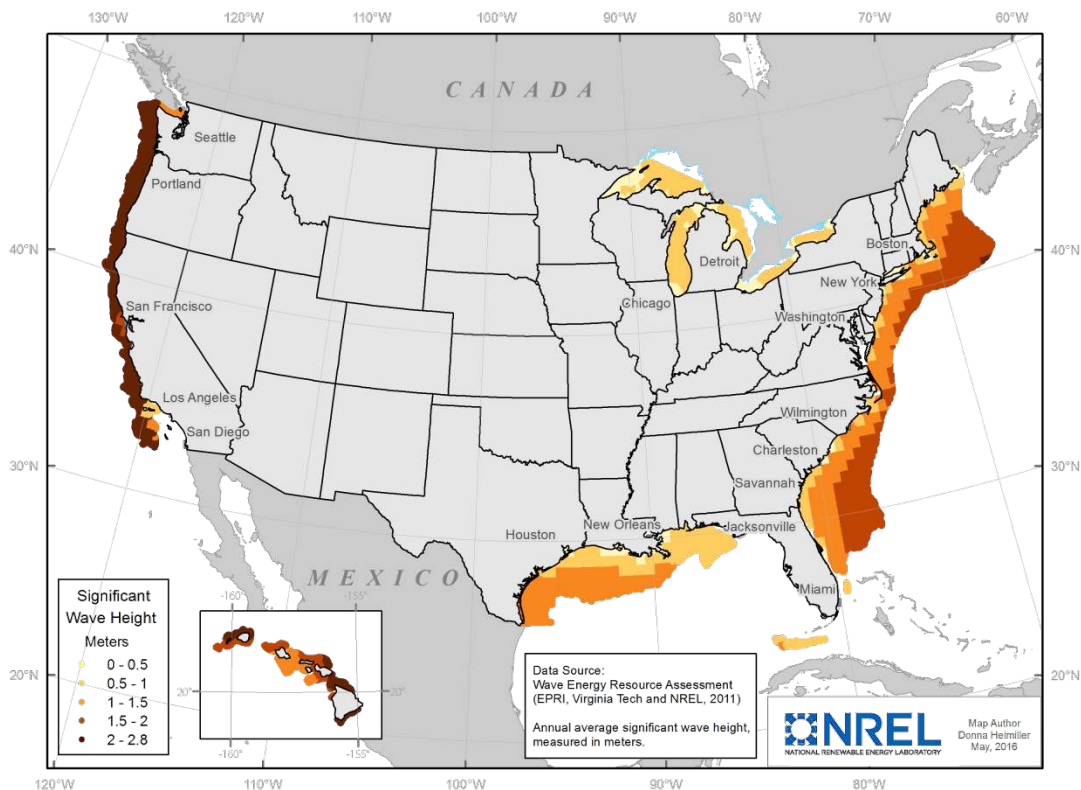 130°W 120°W 110°W 100°W 90°W 80°W 70°W 60°W
CANADA
Seattle
Portland
40°N
40°N
Boston
Detroit
New York
Chicago
San Francisco
Washington
Los Angeles
Wilmington
San Diego
Charleston
30°N
30°N
Savannah
New Orleans
Jacksonville
Houston
MEXICO
Miami
Significant
Wave Height
Meters
0 - 0.5
0.5 - 1
1 - 1.5
1.5 - 2
2 - 2.8
-160° -155°
20° 20°
-160° -155°
Data Source:
Wave Energy Resource Assessment
(EPRI, Virginia Tech and NREL, 2011)
Annual average significant wave height,
measured in meters.
20°N
20°N
NREL
NATIONAL RENEWABLE ENERGY LABORATORY
Map Author
Donna Heimiller
May, 2016
120°W 110°W 100°W 90°W 80°W